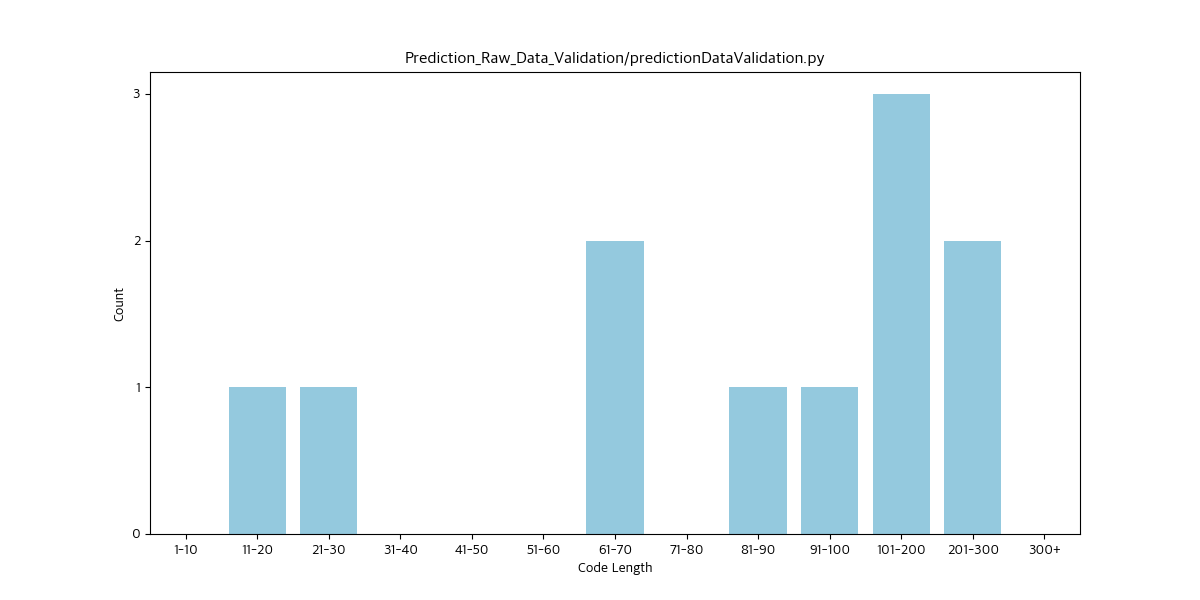 Prediction_Raw_Data_Validation/predictionDataValidation.py
3
2
1
0
Count
1-10 11-20 21-30 31-40 41-50 51-60 61-70 71-80 81-90 91-100 101-200 201-300 300+
Code Length